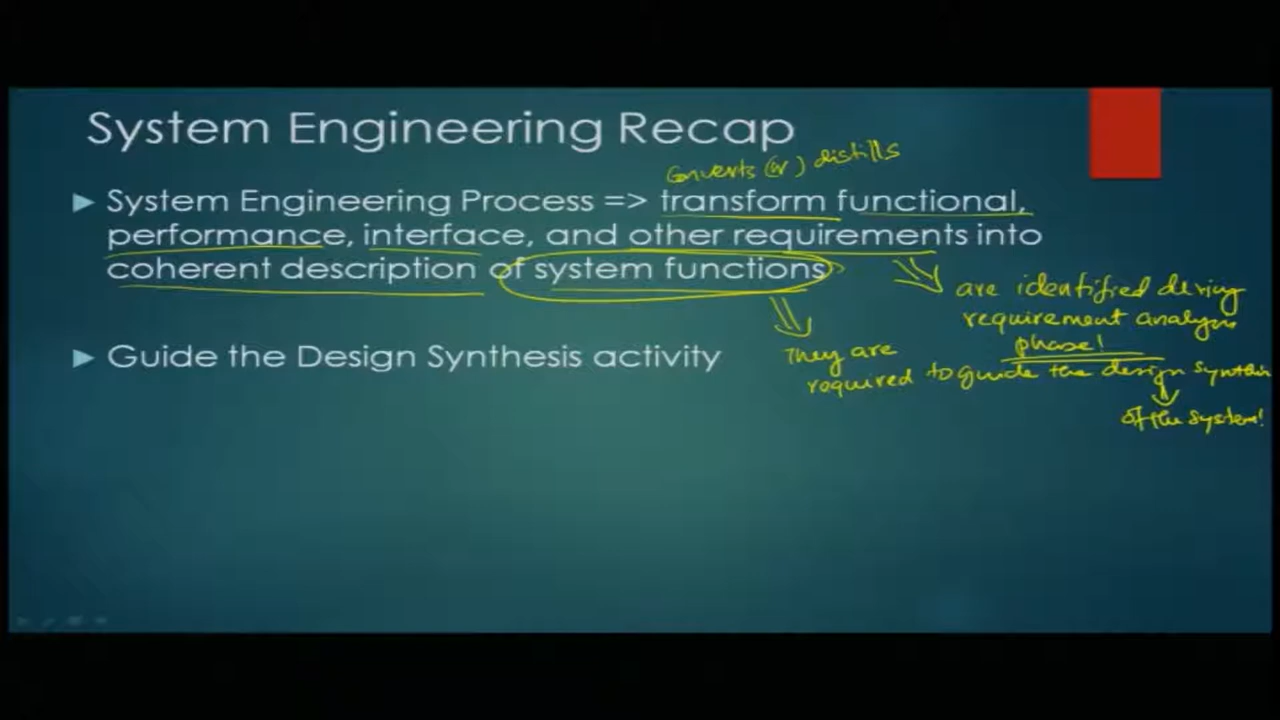 System Engineering Recap
converts (or) distills
▶ System Engineering Process => transform functional,
performance, interface, and other requirements into
coherent description of system functions
are identified during
requirement analysis
phase!
▶ Guide the Design Synthesis activity
They are
required to guide the design synthesis
of the system!